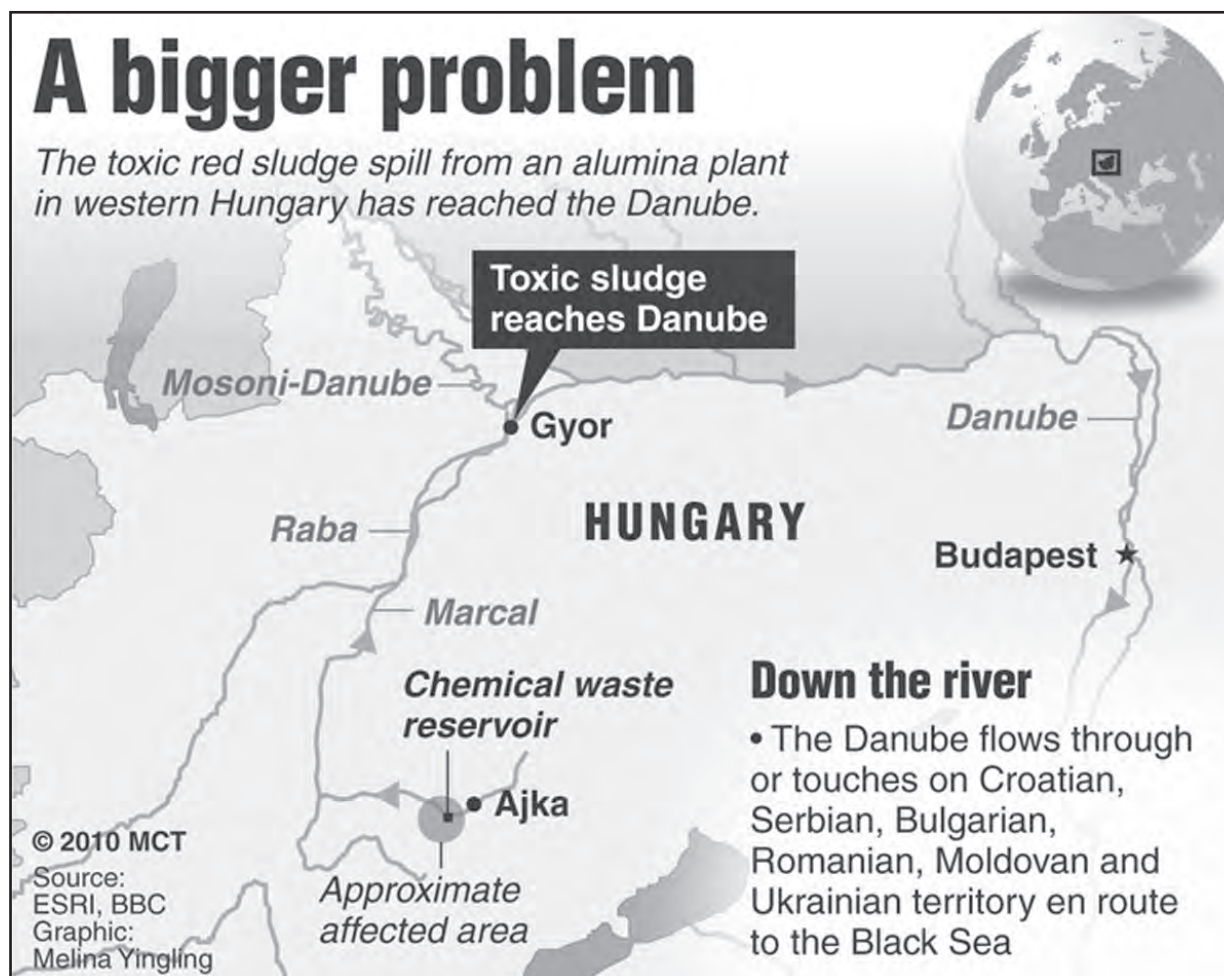 A bigger problem
The toxic red sludge spill from an alumina plant
in western Hungary has reached the Danube.
Toxic sludge
reaches Danube
Mosoni-Danube
Gyor
Danube
Raba
HUNGARY
Budapest
Marcal
Chemical waste
reservoir
Ajka
Approximate
affected area
Down the river
• The Danube flows through
or touches on Croatian,
Serbian, Bulgarian,
Romanian, Moldovan and
Ukrainian territory en route
to the Black Sea
© 2010 MCT
Source:
ESRI, BBC
Graphic:
Melina Yingling